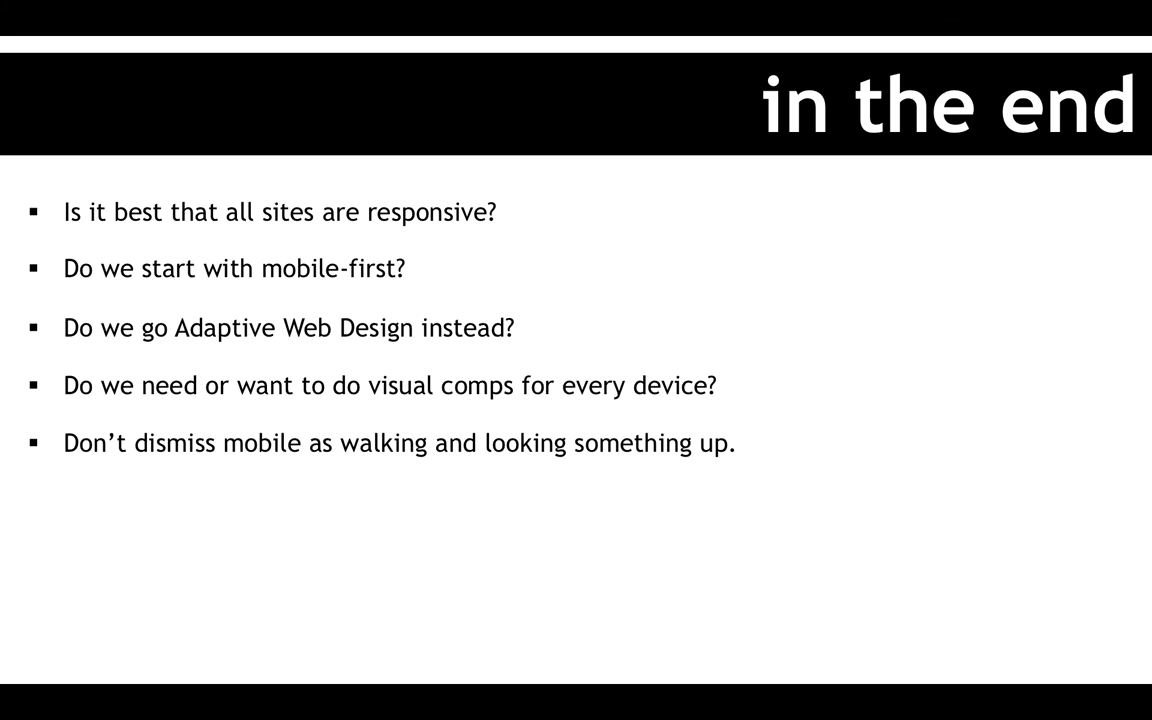 in the end
▪ Is it best that all sites are responsive?
▪ Do we start with mobile-first?
▪ Do we go Adaptive Web Design instead?
▪ Do we need or want to do visual comps for every device?
▪ Don’t dismiss mobile as walking and looking something up.